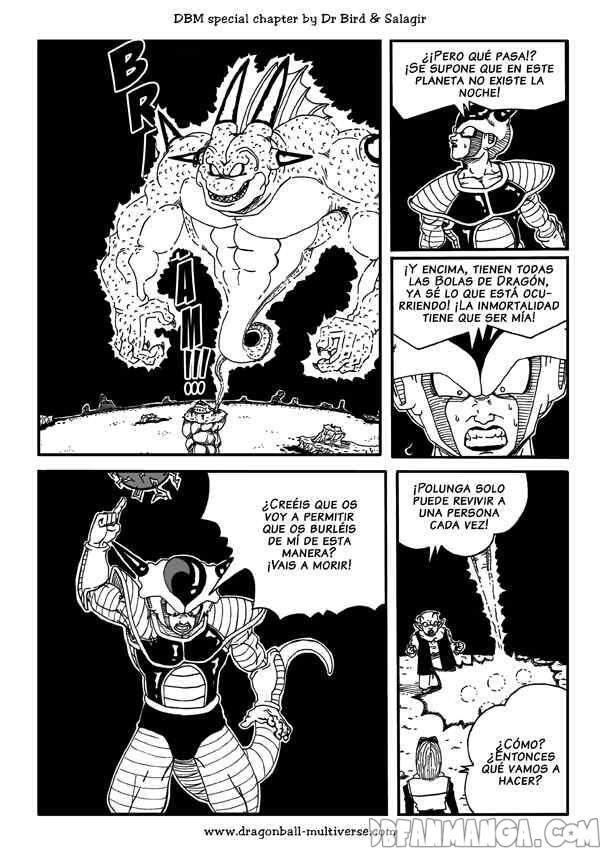 DBM special chapter by Dr Bird & Salagir
BRRR
¿¡Pero qué pasa!?
¡Se supone que en este
planeta no existe la
noche!
AM!!!
¡Y encima, tienen todas
las Bolas de Dragón,
ya sé lo que está ocu-
rriendo! ¡La inmortalidad
tiene que ser mía!
¿Creéis que os
voy a permitir
que os burléis
de mí de esta
manera?
¡Vais a morir!
¡Polunga solo
puede revivir a
una persona
cada vez!
¿Cómo?
¿Entonces
qué vamos a
hacer?
www.dragonball-multiverse.com
DBFANMANGA.COM